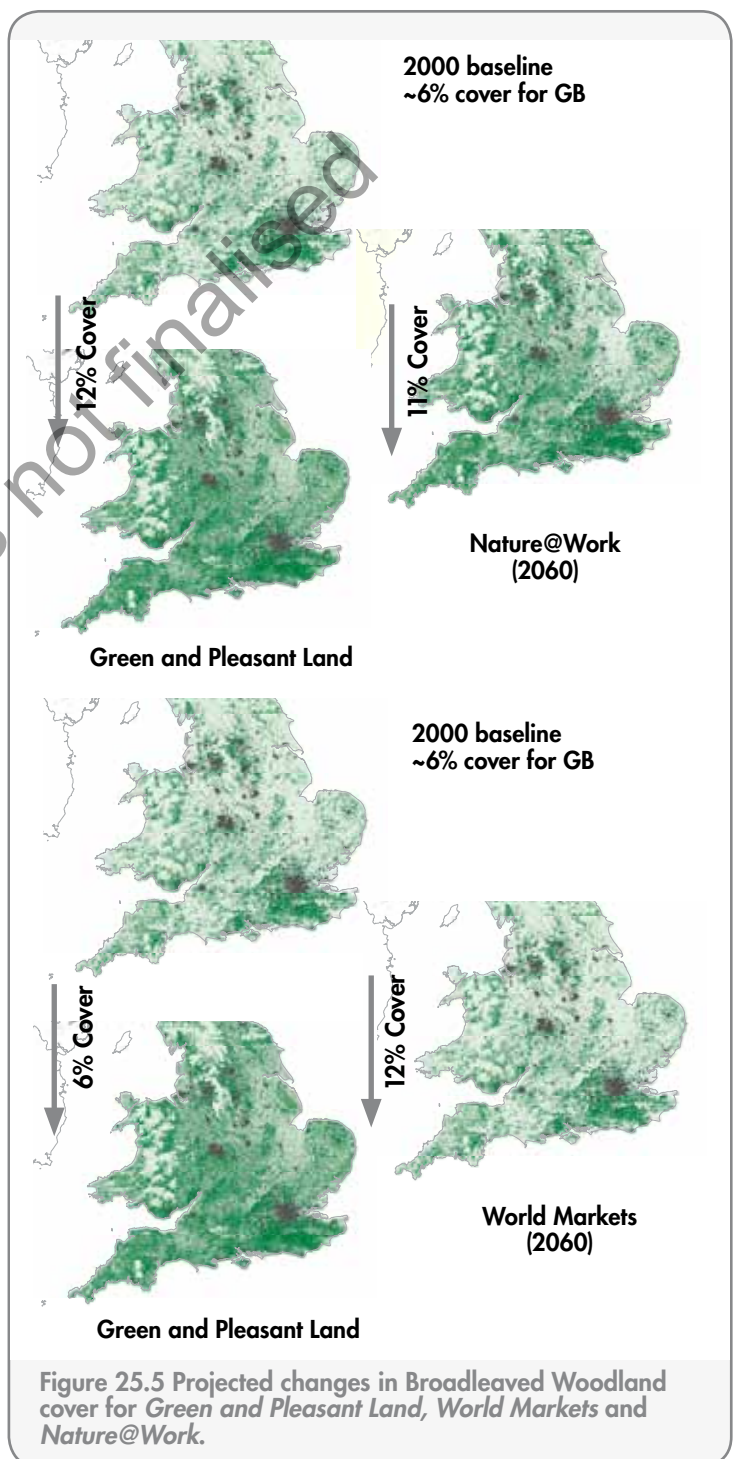 2000 baseline
~6% cover for GB
12% Cover
11% Cover
Nature@Work
(2060)
Green and Pleasant Land
not finalised
2000 baseline
~6% cover for GB
6% Cover
12% Cover
World Markets
(2060)
Green and Pleasant Land
Figure 25.5 Projected changes in Broadleaved Woodland
cover for Green and Pleasant Land, World Markets and
Nature@Work.